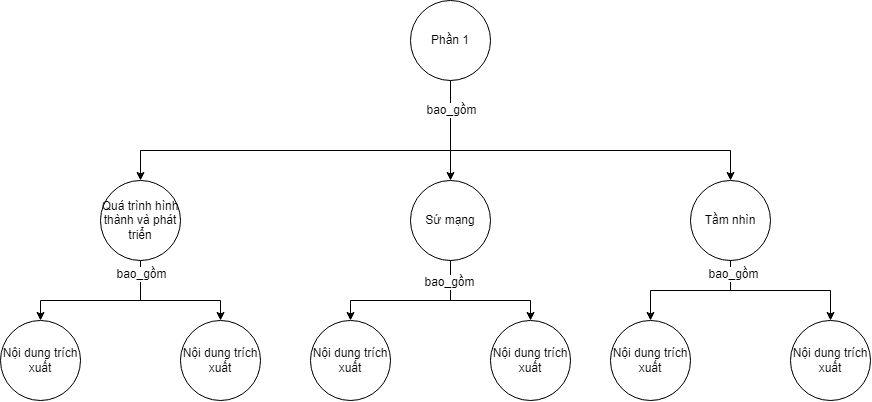 Phần 1
bao_gồm
Quá trình hình
thành và phát
triển
Sứ mạng
Tầm nhìn
bao_gồm
bao_gồm
bao_gồm
Nội dung trích
xuất
Nội dung trích
xuất
Nội dung trích
xuất
Nội dung trích
xuất
Nội dung trích
xuất
Nội dung trích
xuất